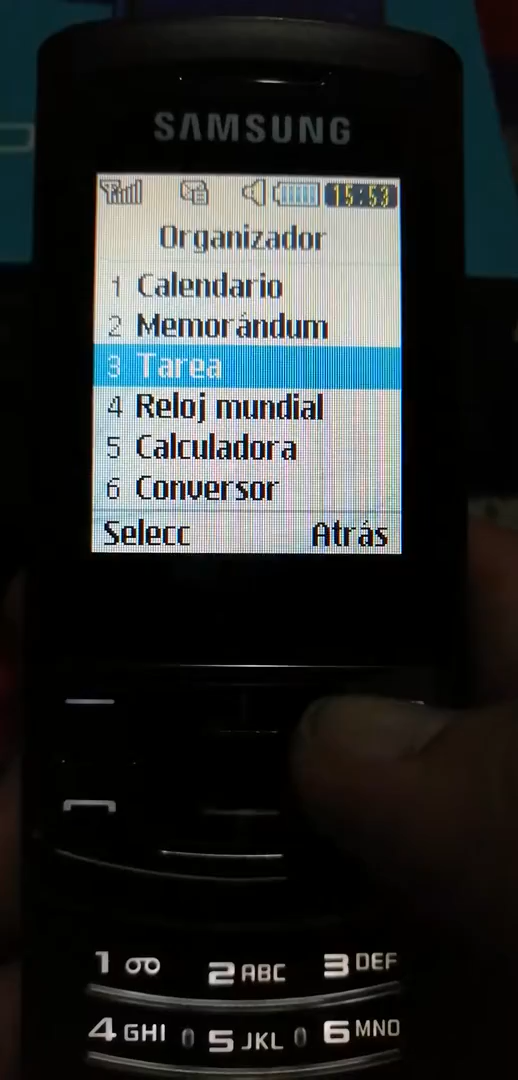 SAMSUNG
15:53
Organizador
1 Calendario
2 Memorándum
3 Tarea
4 Reloj mundial
5 Calculadora
6 Conversor
Selecc Atrás
1 2 ABC 3 DEF
4 GHI 5 JKL 6 MNO